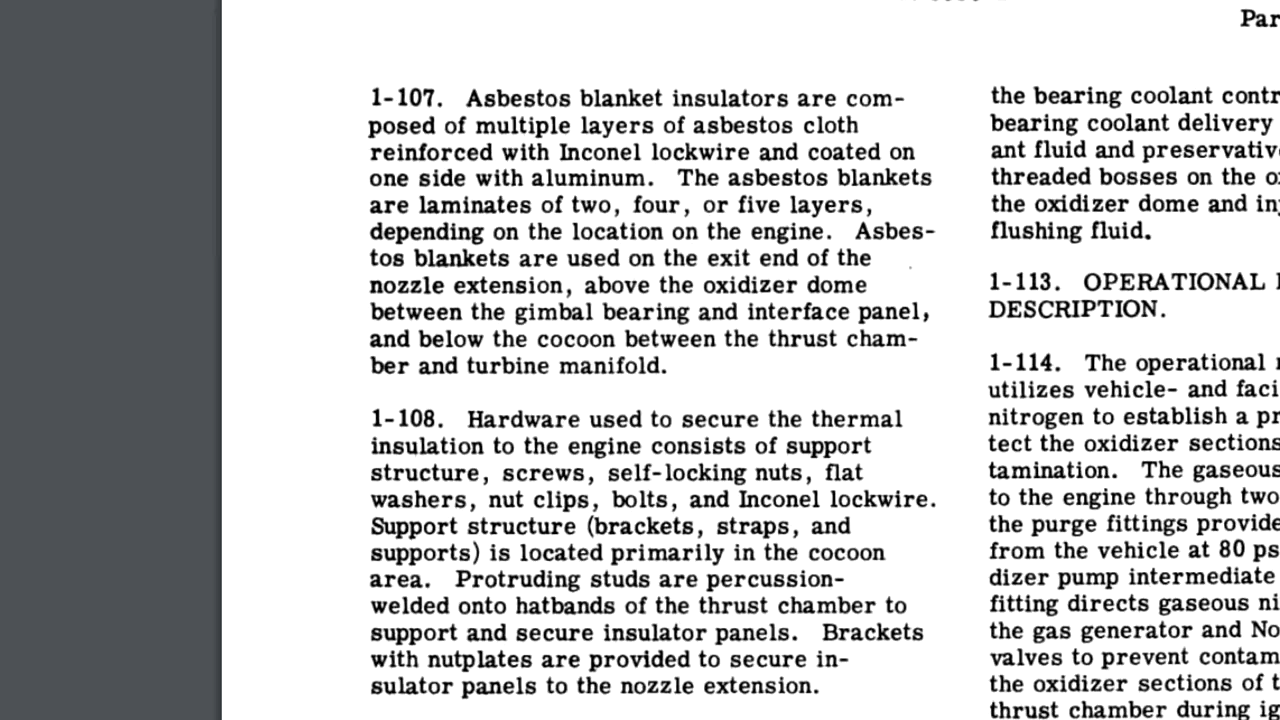 Par
1-107. Asbestos blanket insulators are com-
posed of multiple layers of asbestos cloth
reinforced with Inconel lockwire and coated on
one side with aluminum. The asbestos blankets
are laminates of two, four, or five layers,
depending on the location on the engine. Asbes-
tos blankets are used on the exit end of the
nozzle extension, above the oxidizer dome
between the gimbal bearing and interface panel,
and below the cocoon between the thrust cham-
ber and turbine manifold.
1-108. Hardware used to secure the thermal
insulation to the engine consists of support
structure, screws, self-locking nuts, flat
washers, nut clips, bolts, and Inconel lockwire.
Support structure (brackets, straps, and
supports) is located primarily in the cocoon
area. Protruding studs are percussion-
welded onto hatbands of the thrust chamber to
support and secure insulator panels. Brackets
with nutplates are provided to secure in-
sulator panels to the nozzle extension.
the bearing coolant contr
bearing coolant delivery
ant fluid and preservativ
threaded bosses on the o
the oxidizer dome and in
flushing fluid.
1-113. OPERATIONAL
DESCRIPTION.
1-114. The operational
utilizes vehicle- and faci
nitrogen to establish a pr
tect the oxidizer sections
tamination. The gaseous
to the engine through two
the purge fittings provide
from the vehicle at 80 ps
dizer pump intermediate
fitting directs gaseous ni
the gas generator and No
valves to prevent contam
the oxidizer sections of t
thrust chamber during ig